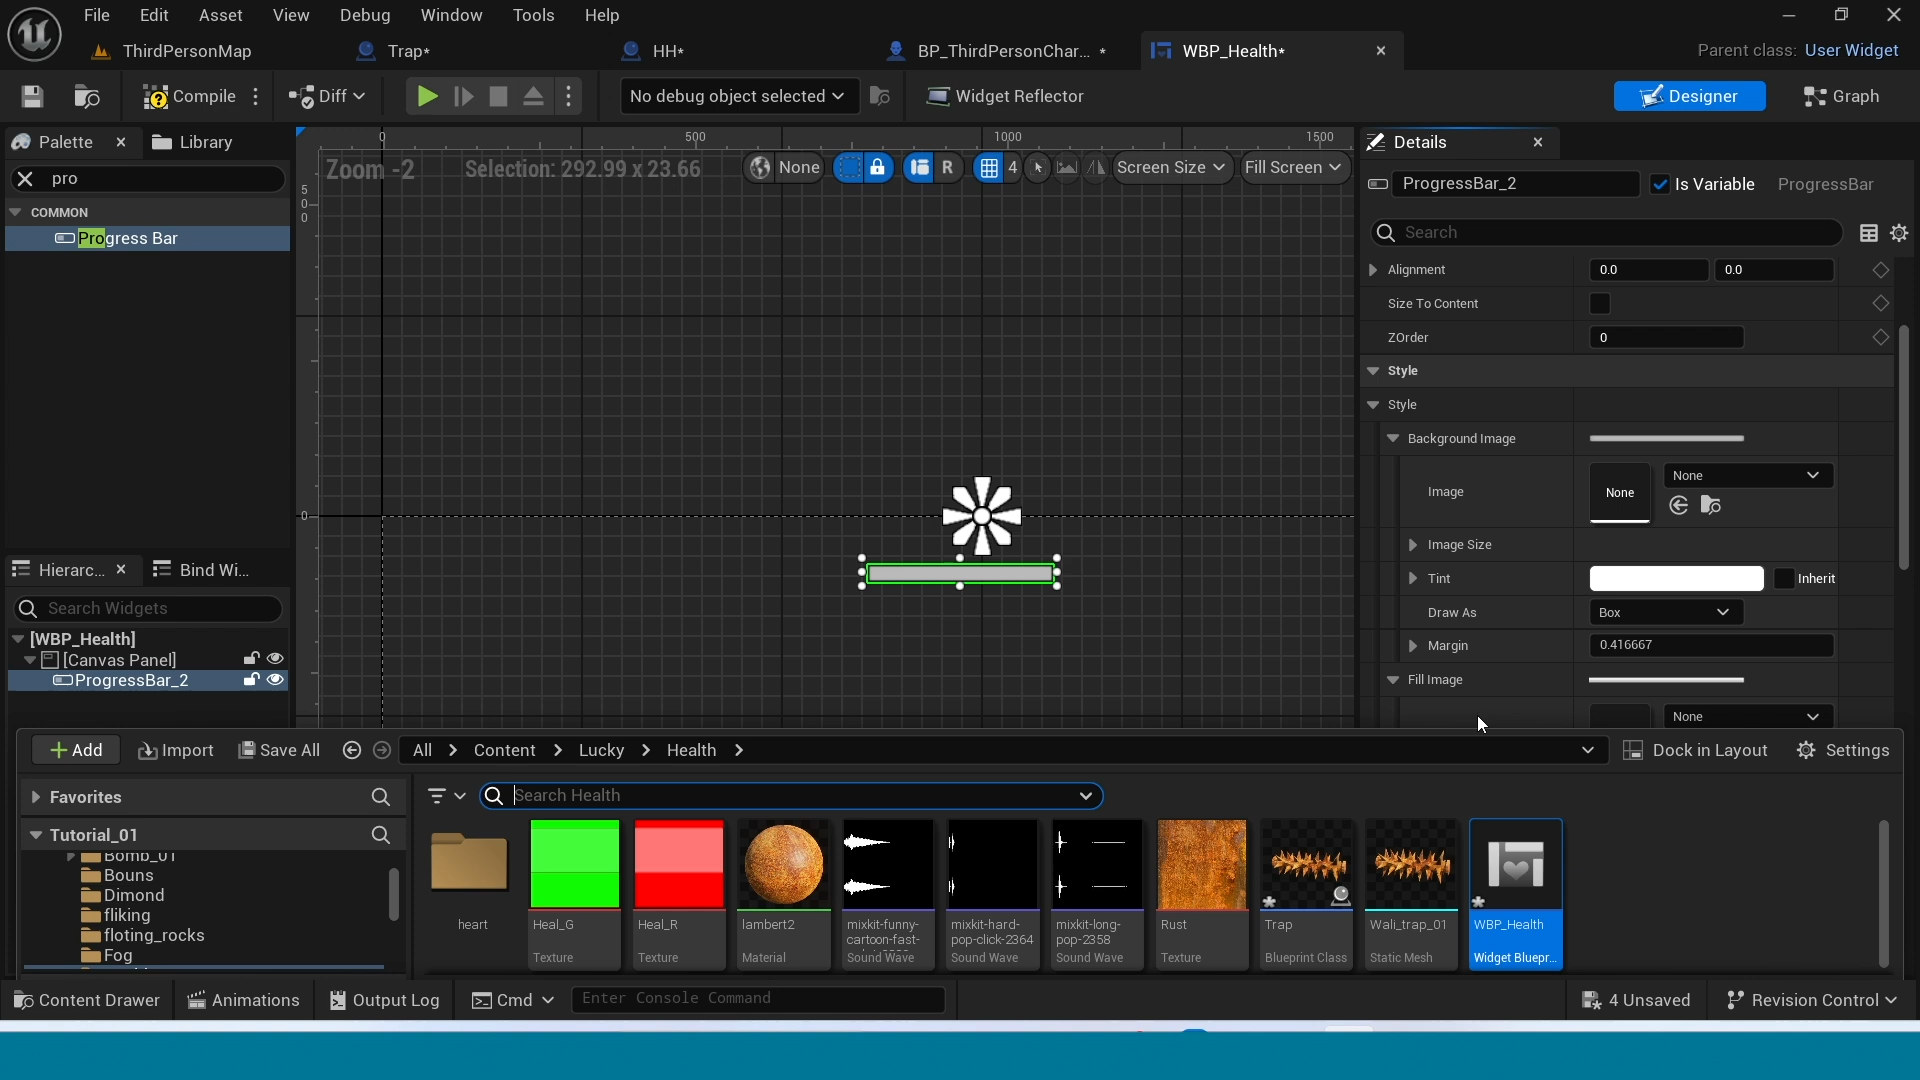 File Edit Asset View Debug Window Tools Help
ThirdPersonMap Trap* HH* BP_ThirdPersonChar... * WBP_Health* Parent class: User Widget
Compile Diff No debug object selected Widget Reflector Designer Graph
Palette Library
pro
COMMON
Progress Bar
Hierarc... Bind Wi...
Search Widgets
[WBP_Health]
[Canvas Panel]
ProgressBar_2
0 500 1000 1500
Zoom -2 Selection: 292.99 x 23.66 None R 4 Screen Size Fill Screen
5
0
0
0
Details
ProgressBar_2 Is Variable ProgressBar
Search
Alignment 0.0 0.0
Size To Content
ZOrder 0
Style
Style
Background Image
Image None None
Image Size
Tint Inherit
Draw As Box
Margin 0.416667
Fill Image
None
Add Import Save All All Content Lucky Health Dock in Layout Settings
Favorites
Tutorial_01
Bomb_01
Bouns
Dimond
fliking
floting_rocks
Fog
Search Health
heart
Heal_G
Texture
Heal_R
Texture
lambert2
Material
mixkit-funny-
cartoon-fast-
Sound Wave
mixkit-hard-
pop-click-2364
Sound Wave
mixkit-long-
pop-2358
Sound Wave
Rust
Texture
Trap
Blueprint Class
Wali_trap_01
Static Mesh
WBP_Health
Widget Bluepr...
Content Drawer Animations Output Log Cmd Enter Console Command 4 Unsaved Revision Control